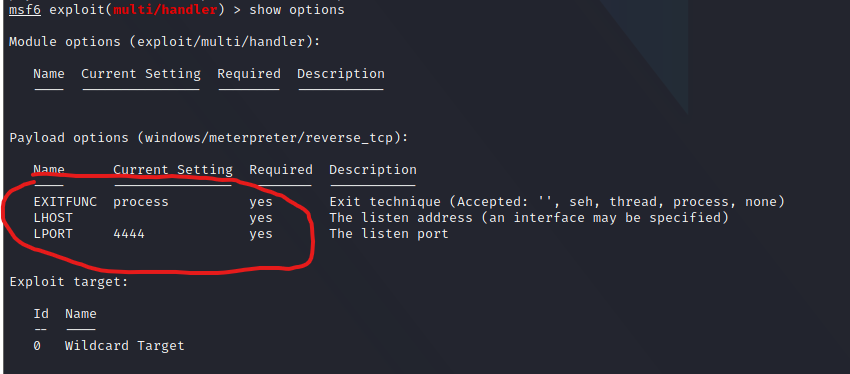 msf6 exploit(multi/handler) > show options
Module options (exploit/multi/handler):
Name  Current Setting  Required  Description
----  ---------------  --------  -----------
Payload options (windows/meterpreter/reverse_tcp):
Name      Current Setting  Required  Description
----      ---------------  --------  -----------
EXITFUNC  process          yes       Exit technique (Accepted: '', seh, thread, process, none)
LHOST                      yes       The listen address (an interface may be specified)
LPORT     4444             yes       The listen port
Exploit target:
Id  Name
--  ----
0   Wildcard Target